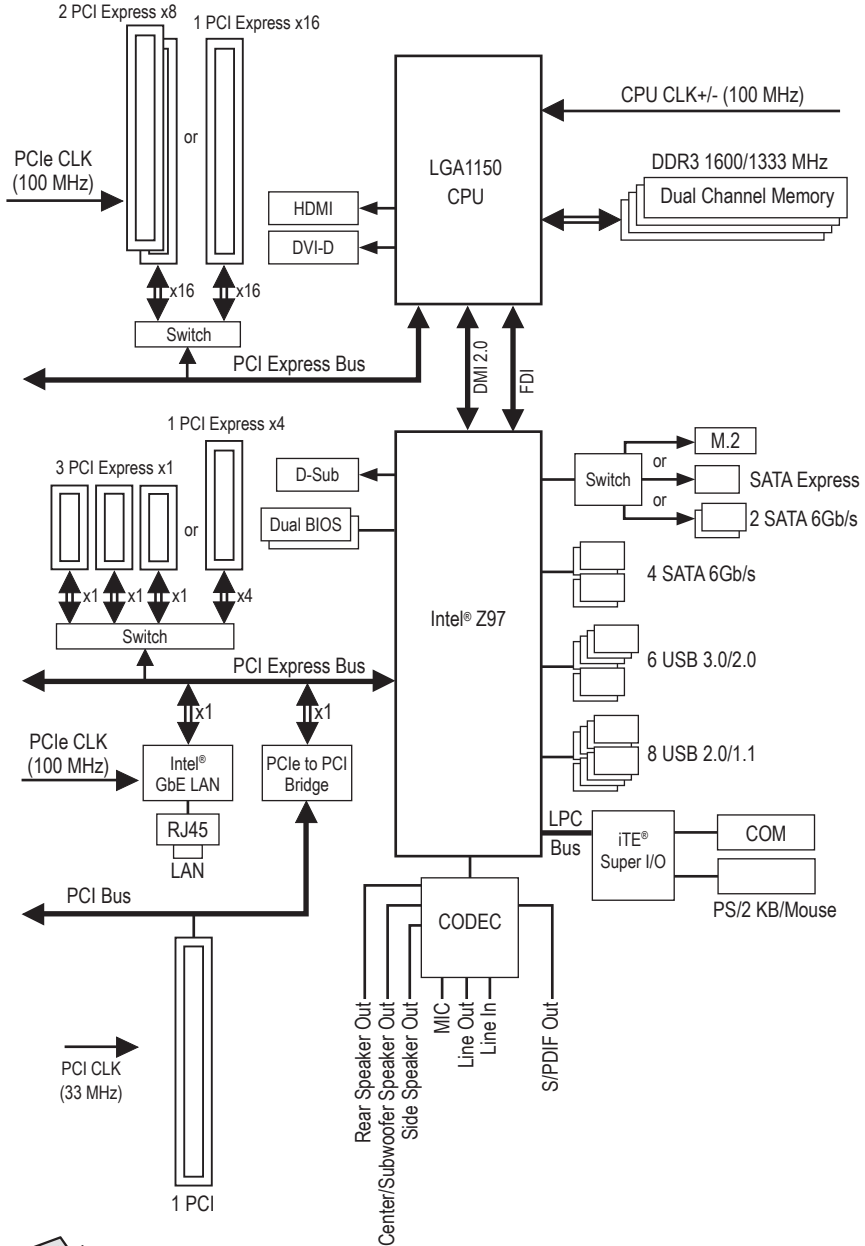 2 PCI Express x8
1 PCI Express x16
or
PCIe CLK
(100 MHz)
x16
x16
Switch
PCI Express Bus
LGA1150
CPU
CPU CLK+/- (100 MHz)
DDR3 1600/1333 MHz
Dual Channel Memory
HDMI
DVI-D
DMI 2.0
FDI
1 PCI Express x4
3 PCI Express x1
or
x1
x1
x1
x4
Switch
PCI Express Bus
D-Sub
Dual BIOS
Intel® Z97
Switch
M.2
or
SATA Express
or
2 SATA 6Gb/s
4 SATA 6Gb/s
6 USB 3.0/2.0
8 USB 2.0/1.1
x1
x1
PCIe CLK
(100 MHz)
Intel®
GbE LAN
PCIe to PCI
Bridge
RJ45
LAN
LPC
Bus
iTE®
Super I/O
COM
PS/2 KB/Mouse
PCI Bus
CODEC
PCI CLK
(33 MHz)
1 PCI
Rear Speaker Out
Center/Subwoofer Speaker Out
Side Speaker Out
MIC
Line Out
Line In
S/PDIF Out